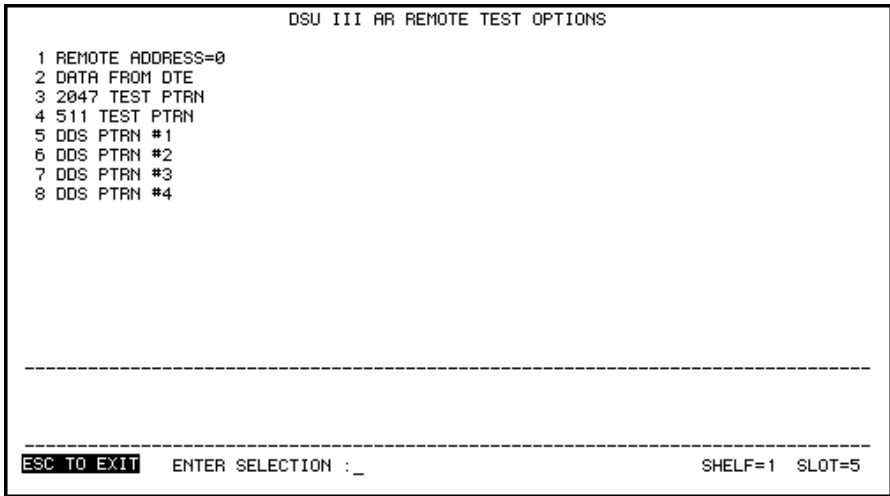 DSU III AR REMOTE TEST OPTIONS
1 REMOTE ADDRESS=0
2 DATA FROM DTE
3 2047 TEST PTRN
4 511 TEST PTRN
5 DDS PTRN #1
6 DDS PTRN #2
7 DDS PTRN #3
8 DDS PTRN #4
ESC TO EXIT ENTER SELECTION :_ SHELF=1 SLOT=5